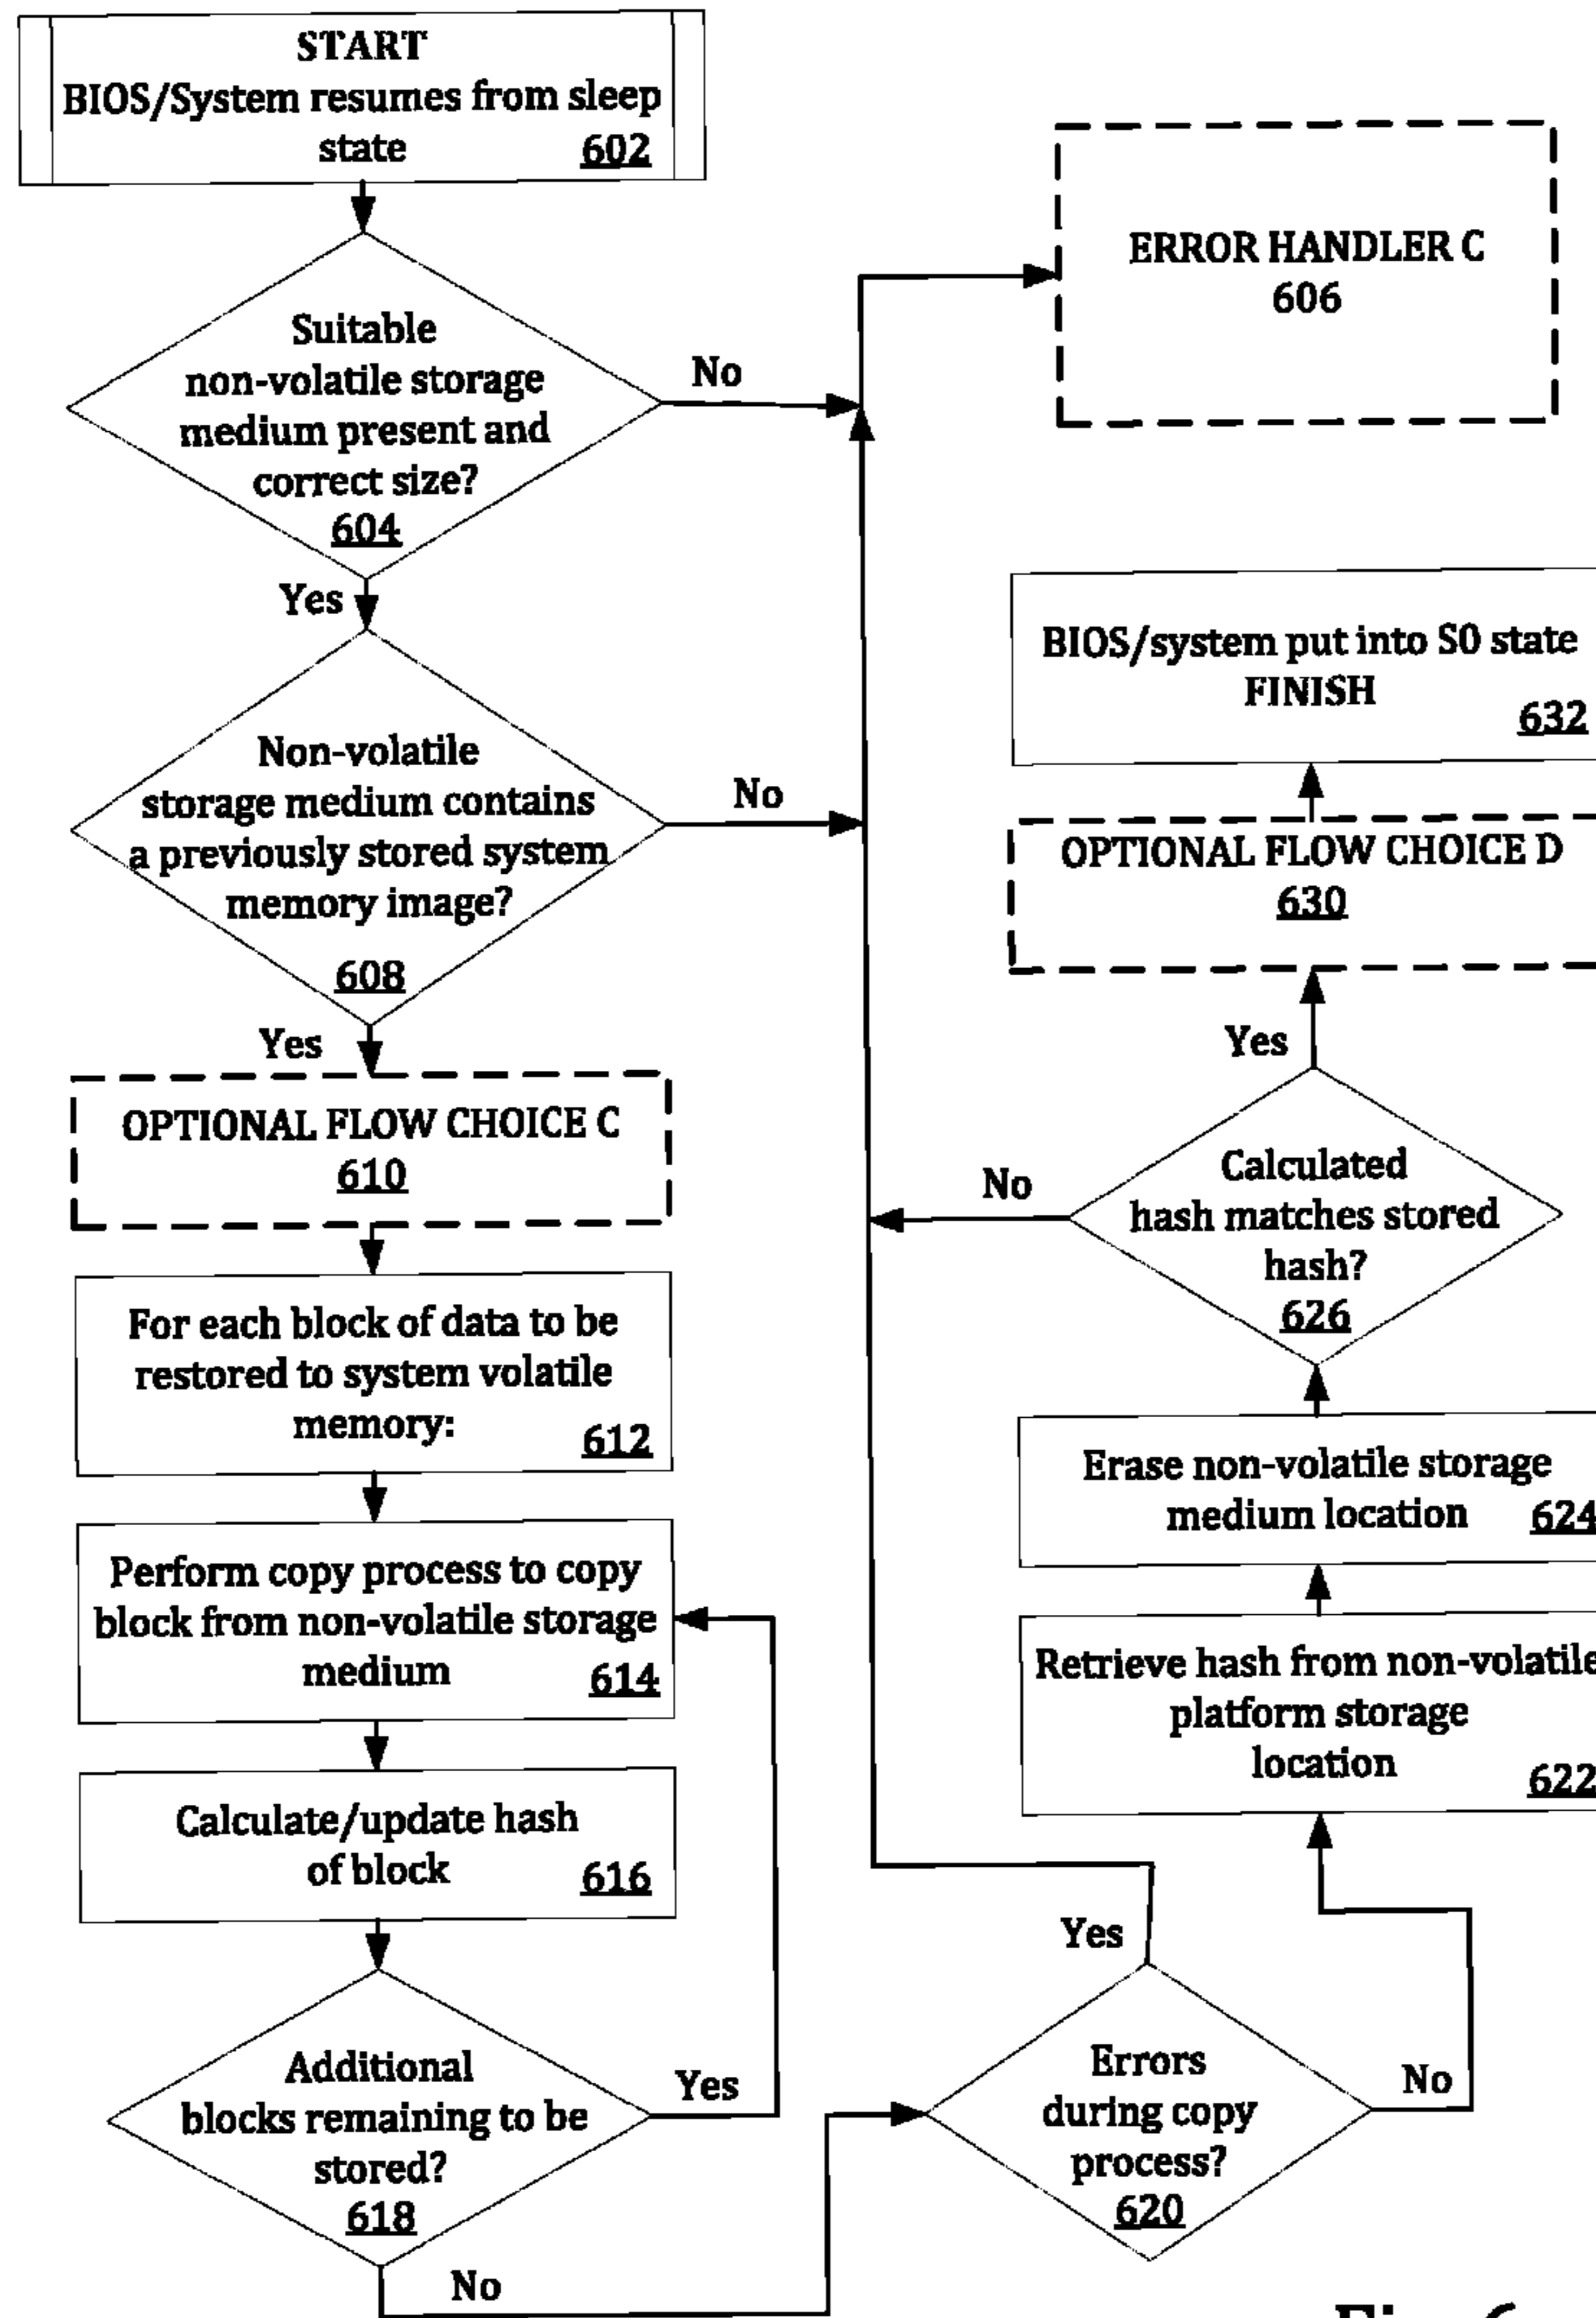 START
BIOS/System resumes from sleep
state 602
Suitable
non-volatile storage
medium present and
correct size?
604
No
Yes
Non-volatile
storage medium contains
a previously stored system
memory image?
608
No
Yes
OPTIONAL FLOW CHOICE C
610
For each block of data to be
restored to system volatile
memory: 612
Perform copy process to copy
block from non-volatile storage
medium 614
Calculate/update hash
of block 616
Additional
blocks remaining to be
stored?
618
Yes
No
Errors
during copy
process?
620
Yes
No
Retrieve hash from non-volatile
platform storage
location 622
Erase non-volatile storage
medium location 624
Calculated
hash matches stored
hash?
626
No
Yes
OPTIONAL FLOW CHOICE D
630
BIOS/system put into S0 state
FINISH
632
ERROR HANDLER C
606